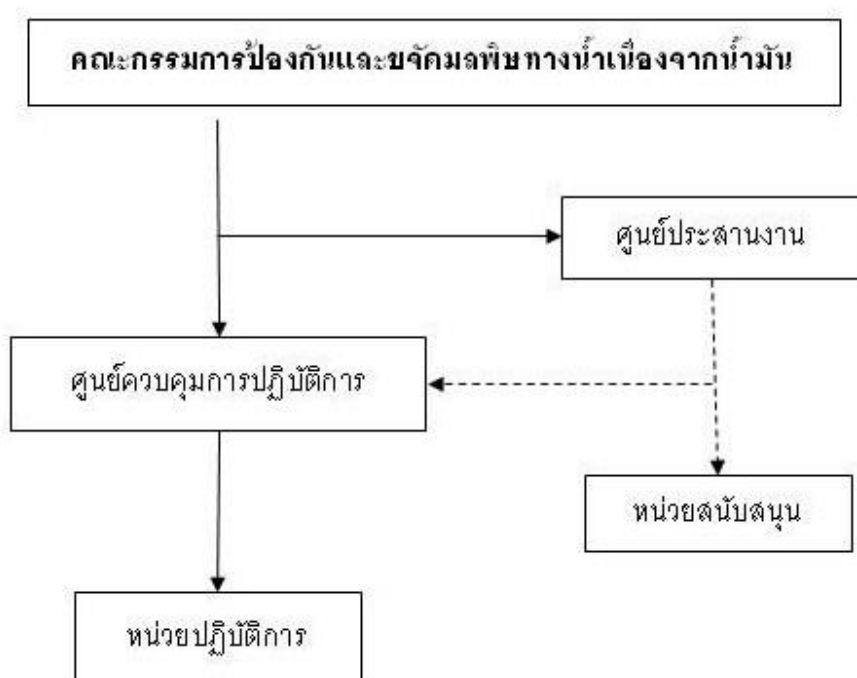 คณะกรรมการป้องกันและขจัดมลพิษทางน้ำเนื่องจากน้ำมัน
ศูนย์ประสานงาน
ศูนย์ควบคุมการปฏิบัติการ
หน่วยสนับสนุน
หน่วยปฏิบัติการ